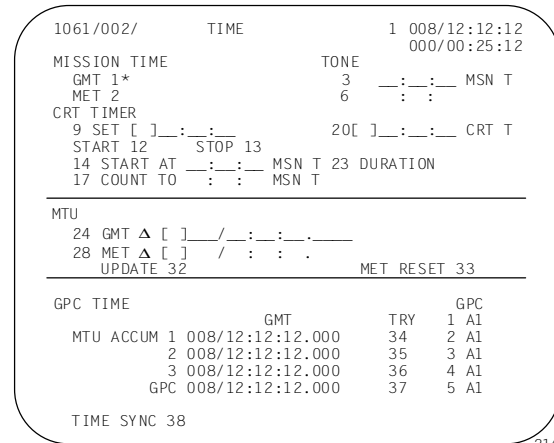 1061/002/ TIME 1 008/12:12:12
000/00:25:12
MISSION TIME TONE
GMT 1* 3 __:__:__ MSN T
MET 2 6 : :
CRT TIMER
9 SET [ ]__:__:__ 20[ ]__:__:__ CRT T
START 12 STOP 13
14 START AT __:__:__ MSN T 23 DURATION
17 COUNT TO : : MSN T
MTU
24 GMT Δ [ ]___/__:__:__.____
28 MET Δ [ ] / : : .
UPDATE 32 MET RESET 33
GPC TIME GPC
GMT TRY 1 A1
MTU ACCUM 1 008/12:12:12.000 34 2 A1
2 008/12:12:12.000 35 3 A1
3 008/12:12:12.000 36 4 A1
GPC 008/12:12:12.000 37 5 A1
TIME SYNC 38